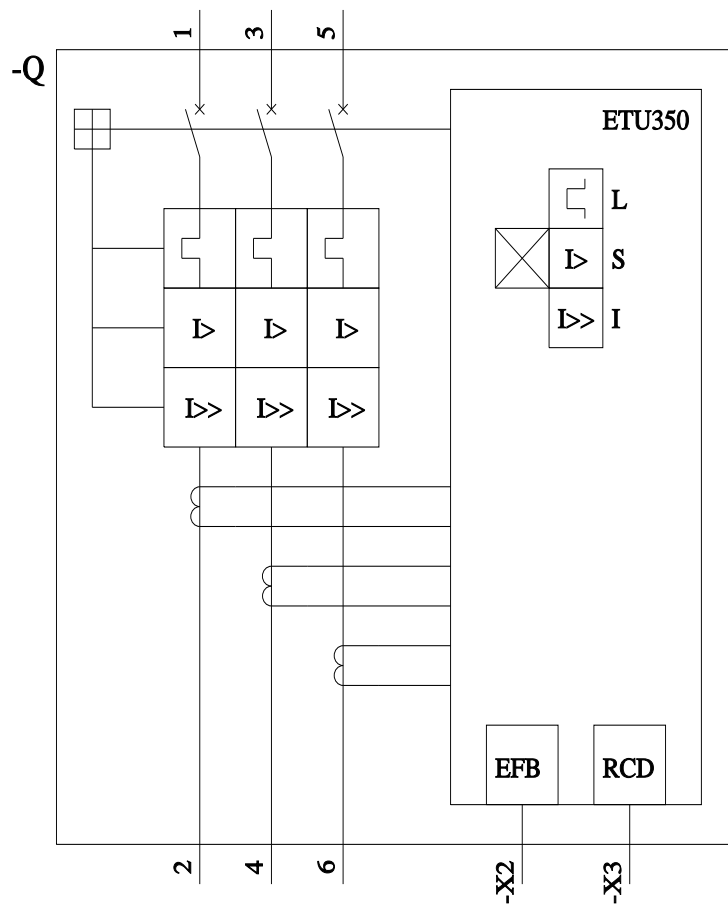 1 3 5
-Q
ETU350
L
I> S
I> I> I> I>> I
I>> I>> I>>
EFB RCD
2 4 6 -X2 -X3